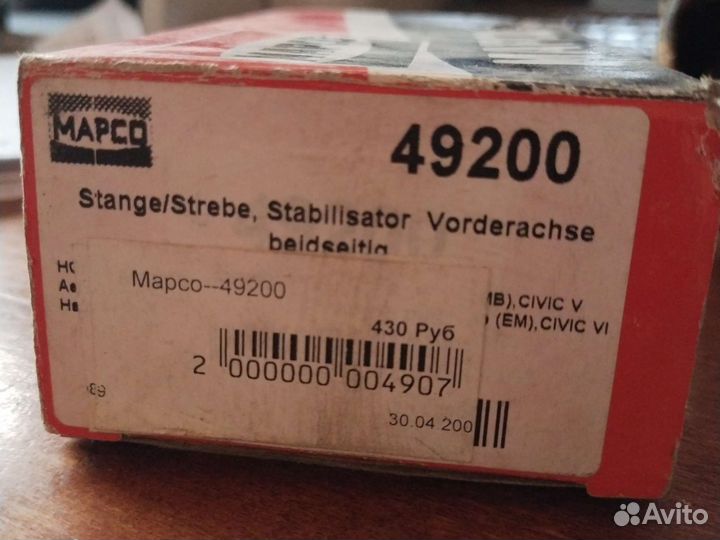 MAPCO
49200
Stange/Strebe, Stabilisator Vorderachse
beidseitig
MB), CIVIC V
(EM), CIVIC VI
Mapco--49200
430 Руб
2 000000 004907
30.04 200
Avito